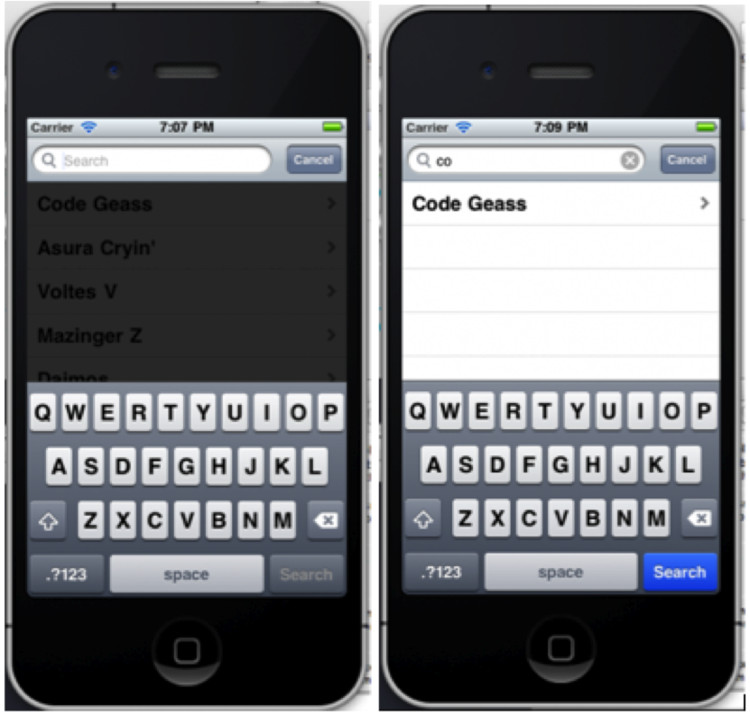 Carrier 7:07 PM
Search Cancel
Code Geass
Asura Cryin'
Voltes V
Mazinger Z
Daimos
Q W E R T Y U I O P
A S D F G H J K L
Z X C V B N M
.?123 space Search
Carrier 7:09 PM
co Cancel
Code Geass
Q W E R T Y U I O P
A S D F G H J K L
Z X C V B N M
.?123 space Search